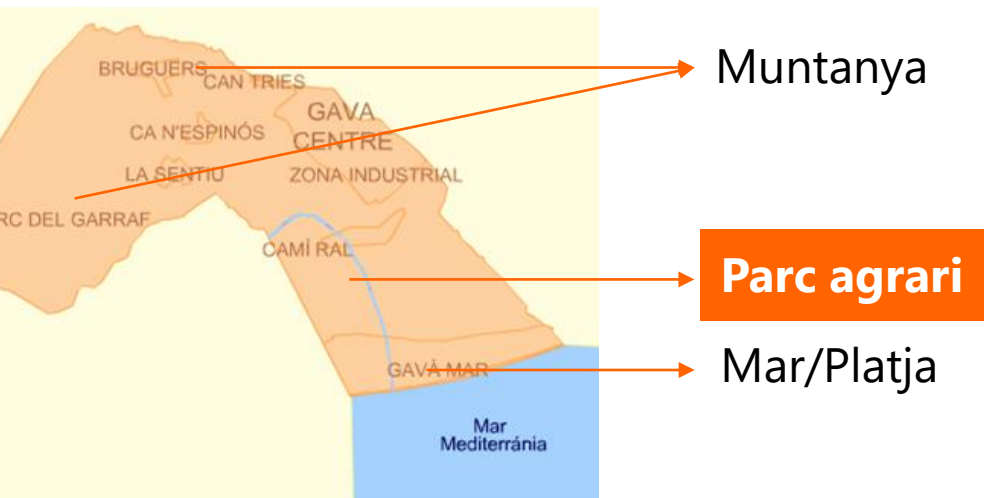 BRUGUERS
CAN TRIES
GAVA
CENTRE
CA N'ESPINÓS
LA SENTIU
ZONA INDUSTRIAL
RC DEL GARRAF
CAMÍ RAL
GAVÀ MAR
Mar
Mediterránia
Muntanya
Parc agrari
Mar/Platja